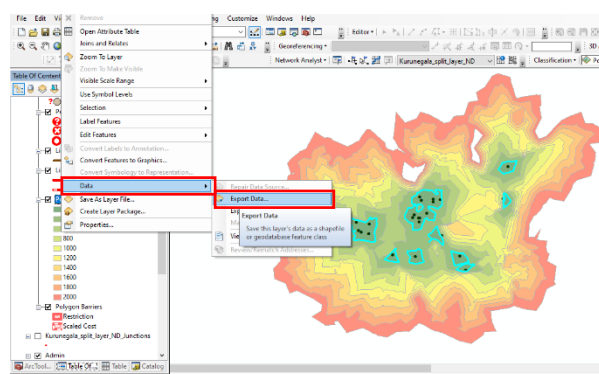 File Edit Vi
Customize Windows Help
Remove
Open Attribute Table
Joins and Relates
Zoom To Layer
Zoom To Make Visible
Visible Scale Range
Use Symbol Levels
Selection
Label Features
Edit Features
Convert Labels to Annotation...
Convert Features to Graphics...
Convert Symbology to Representation...
Data
Save As Layer File...
Create Layer Package...
Properties...
Repair Data Source...
Export Data...
Export Data
Save this layer's data as a shapefile
or geodatabase feature class
Review/Rematch Addresses...
Editor
Georeferencing
3D
Network Analyst
Kurunegala_split_layer_ND
Classification
Table Of Content
800
1000
1200
1400
1600
1800
2000
Polygon Barriers
Restriction
Scaled Cost
Kurunegala_split_layer_ND_Junctions
Admin
ArcTool...
Table Of...
Table
Catalog